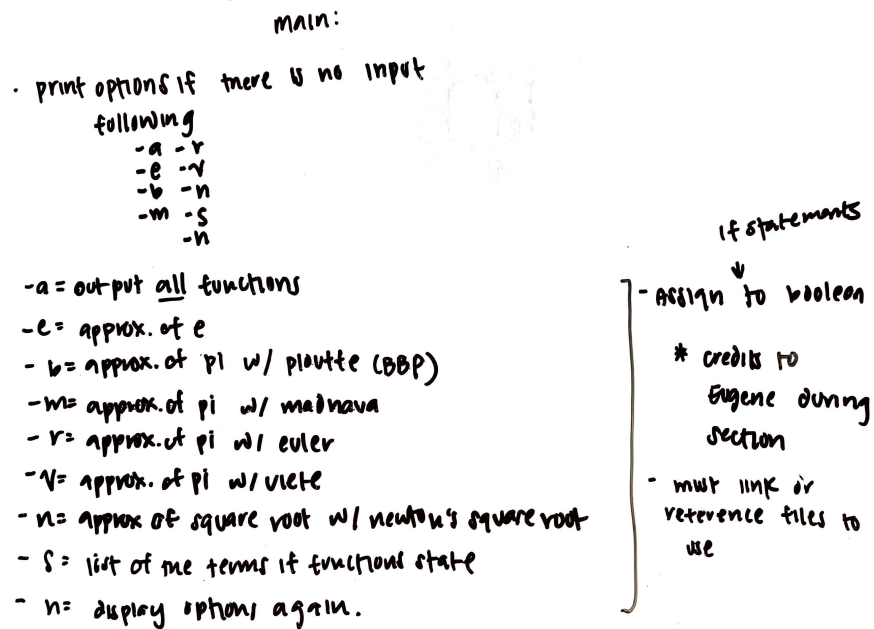 main:
· print options if there is no input
following
-a -r
-e -v
-b -n
-m -s
-h
-a = output all functions
-e = approx. of e
- b = approx. of pi w/ ploutte (BBP)
-m = approx. of pi w/ madhava
- r = approx. of pi w/ euler
-v = approx. of pi w/ viete
- n = approx of square root w/ newton's square root
- s = list of the terms if functions state
- h = display options again.
if statements
↓
- Assign to boolean
* credits to
Eugene during
section
- must link or
reference files to
use